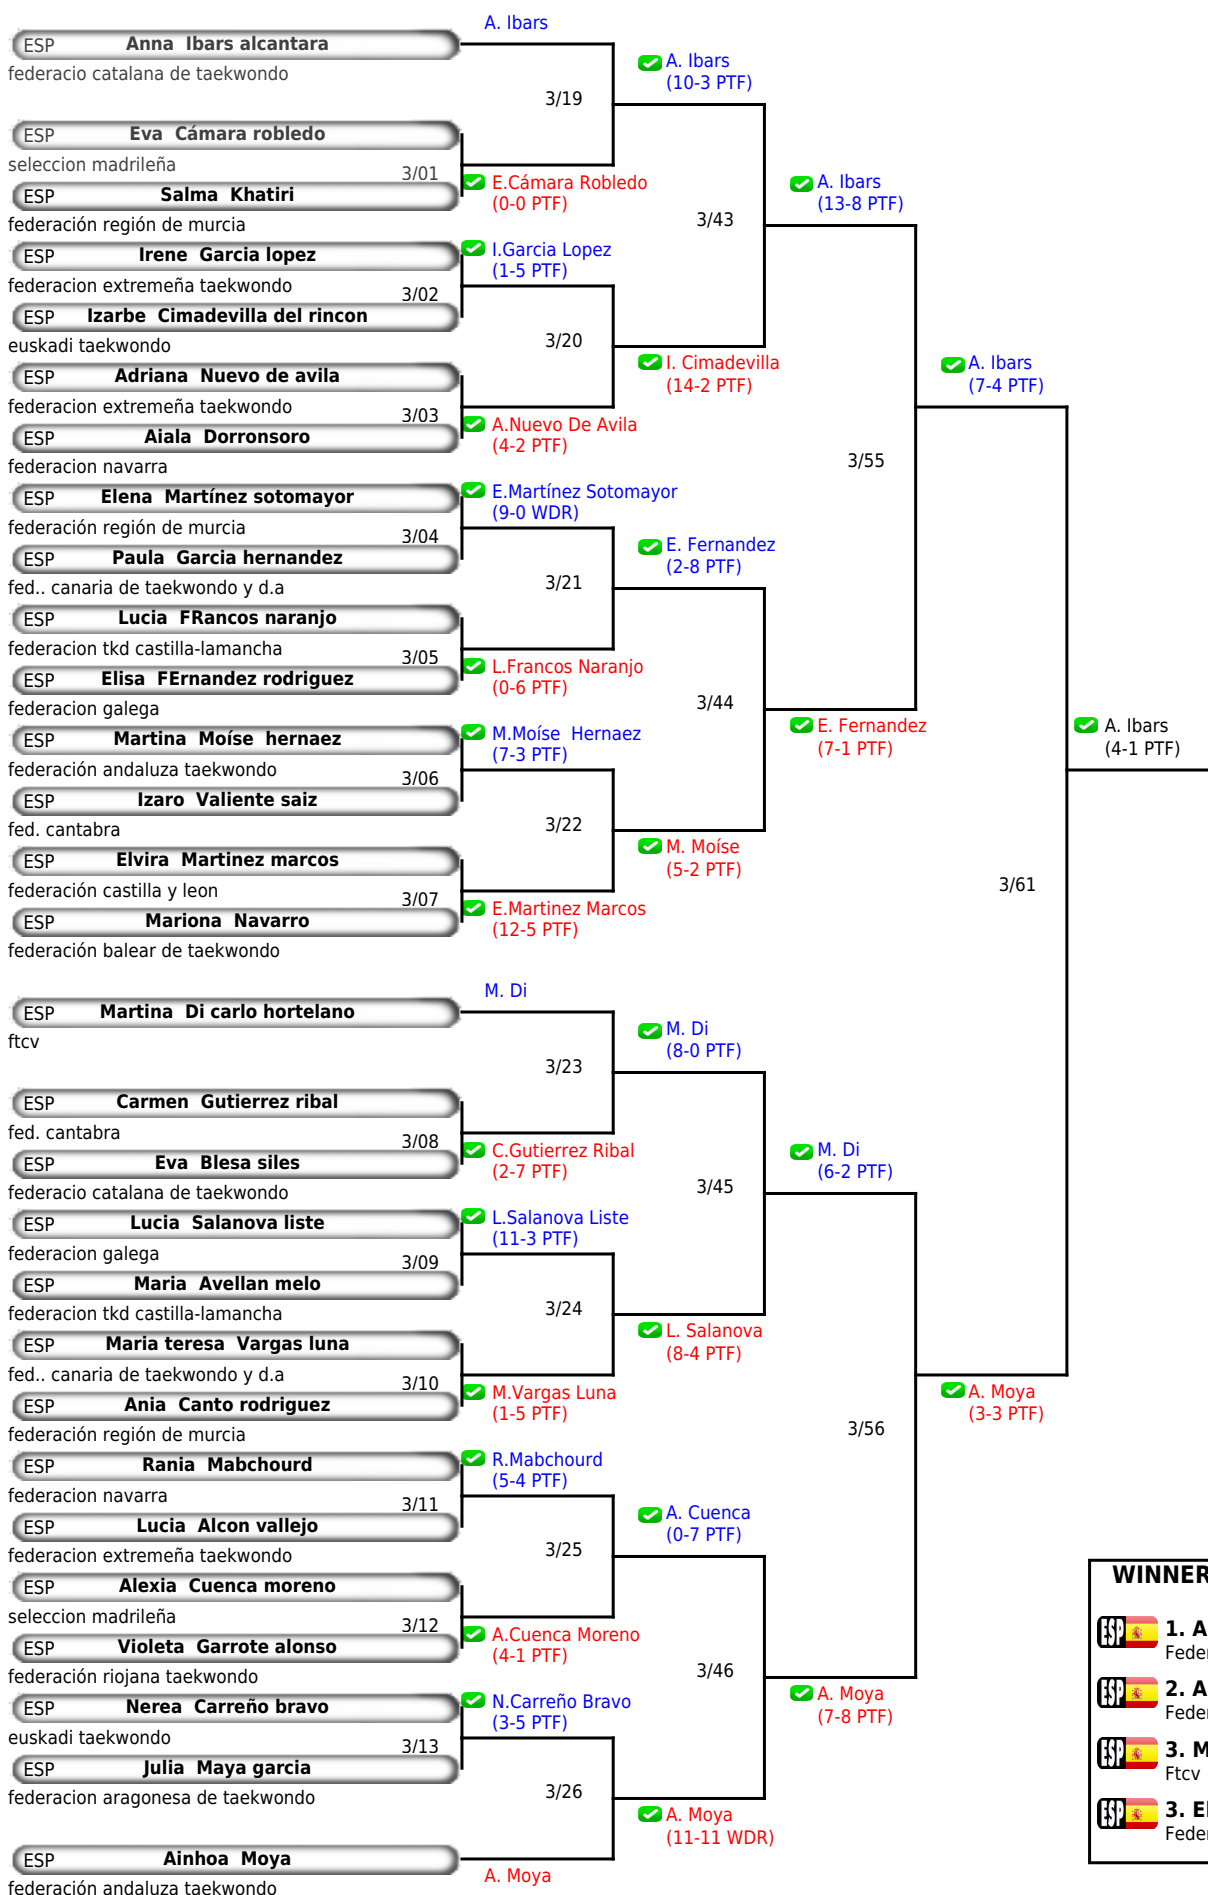 A. Ibars
ESP Anna Ibars alcantara
federacio catalana de taekwondo
A. Ibars
(10-3 PTF)
3/19
ESP Eva Cámara robledo
seleccion madrileña
3/01
E.Cámara Robledo
(0-0 PTF)
A. Ibars
(13-8 PTF)
ESP Salma Khatiri
federación región de murcia
3/43
ESP Irene Garcia lopez
I.Garcia Lopez
(1-5 PTF)
federacion extremeña taekwondo
3/02
ESP Izarbe Cimadevilla del rincon
euskadi taekwondo
3/20
I. Cimadevilla
(14-2 PTF)
A. Ibars
(7-4 PTF)
ESP Adriana Nuevo de avila
federacion extremeña taekwondo
3/03
A.Nuevo De Avila
(4-2 PTF)
ESP Aiala Dorronsoro
federacion navarra
3/55
ESP Elena Martínez sotomayor
E.Martínez Sotomayor
(9-0 WDR)
federación región de murcia
3/04
E. Fernandez
(2-8 PTF)
ESP Paula Garcia hernandez
fed.. canaria de taekwondo y d.a
3/21
ESP Lucia FRancos naranjo
federacion tkd castilla-lamancha
3/05
L.Francos Naranjo
(0-6 PTF)
ESP Elisa FErnandez rodriguez
federacion galega
3/44
E. Fernandez
(7-1 PTF)
A. Ibars
(4-1 PTF)
ESP Martina Moíse hernaez
M.Moíse Hernaez
(7-3 PTF)
federación andaluza taekwondo
3/06
ESP Izaro Valiente saiz
fed. cantabra
3/22
M. Moíse
(5-2 PTF)
ESP Elvira Martinez marcos
federación castilla y leon
3/07
E.Martinez Marcos
(12-5 PTF)
3/61
ESP Mariona Navarro
federación balear de taekwondo
M. Di
ESP Martina Di carlo hortelano
ftcv
M. Di
(8-0 PTF)
3/23
ESP Carmen Gutierrez ribal
fed. cantabra
3/08
C.Gutierrez Ribal
(2-7 PTF)
M. Di
(6-2 PTF)
ESP Eva Blesa siles
federacio catalana de taekwondo
3/45
ESP Lucia Salanova liste
L.Salanova Liste
(11-3 PTF)
federacion galega
3/09
ESP Maria Avellan melo
federacion tkd castilla-lamancha
3/24
L. Salanova
(8-4 PTF)
ESP Maria teresa Vargas luna
fed.. canaria de taekwondo y d.a
3/10
M.Vargas Luna
(1-5 PTF)
A. Moya
(3-3 PTF)
ESP Ania Canto rodriguez
federación región de murcia
3/56
ESP Rania Mabchourd
R.Mabchourd
(5-4 PTF)
federacion navarra
3/11
A. Cuenca
(0-7 PTF)
ESP Lucia Alcon vallejo
federacion extremeña taekwondo
3/25
ESP Alexia Cuenca moreno
seleccion madrileña
3/12
A.Cuenca Moreno
(4-1 PTF)
ESP Violeta Garrote alonso
federación riojana taekwondo
3/46
A. Moya
(7-8 PTF)
ESP Nerea Carreño bravo
N.Carreño Bravo
(3-5 PTF)
euskadi taekwondo
3/13
ESP Julia Maya garcia
federacion aragonesa de taekwondo
3/26
A. Moya
(11-11 WDR)
ESP Ainhoa Moya
A. Moya
federación andaluza taekwondo
WINNER
ESP 1. A
Feder
ESP 2. A
Feder
ESP 3. M
Ftcv
ESP 3. El
Feder